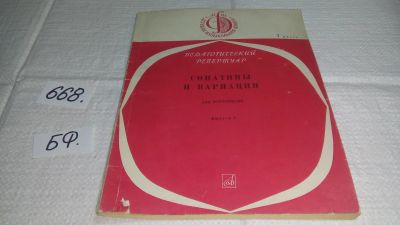 668.
БФ.
ПЕДАГОГИЧЕСКИЙ
РЕПЕРТУАР
СОНАТИНЫ
И ВАРИАЦИИ
ДЛЯ ФОРТЕПИАНО